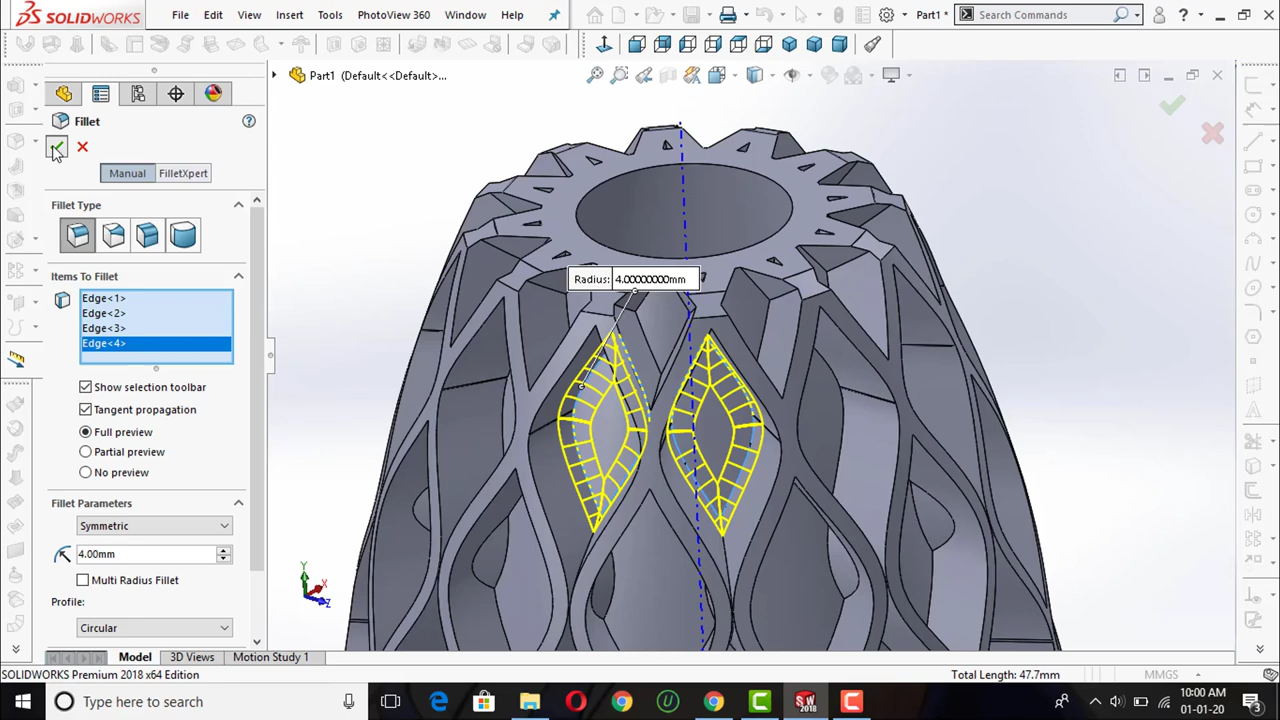 SOLIDWORKS File Edit View Insert Tools PhotoView 360 Window Help Part1 * Search Commands ?
Part1 (Default<<Default>...
Fillet
Manual FilletXpert
Fillet Type
Items To Fillet
Edge<1>
Edge<2>
Edge<3>
Edge<4>
Show selection toolbar
Tangent propagation
Full preview
Partial preview
No preview
Fillet Parameters
Symmetric
4.00mm
Multi Radius Fillet
Profile:
Circular
Radius: 4.00000000mm
Y
X
Z
Model 3D Views Motion Study 1
SOLIDWORKS Premium 2018 x64 Edition Total Length: 47.7mm MMGS
Type here to search SW 2018 10:00 AM
01-01-20 3